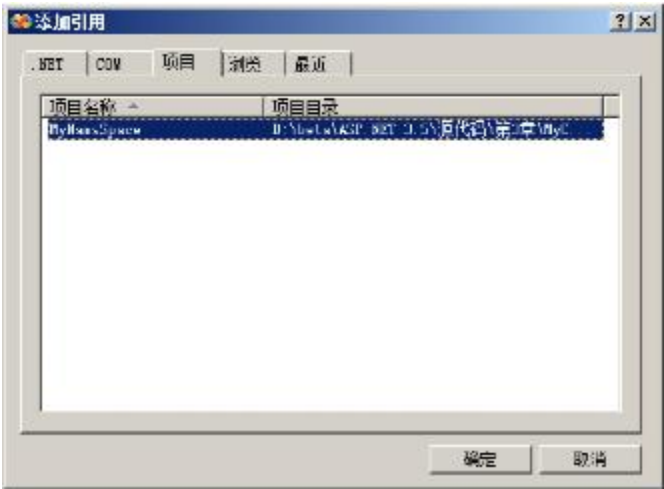 添加引用
.NET COM 项目 浏览 最近
项目名称 项目目录
MyNameSpace D:\beta\ASP NET 3.5\源代码\第3章\MyC
确定 取消